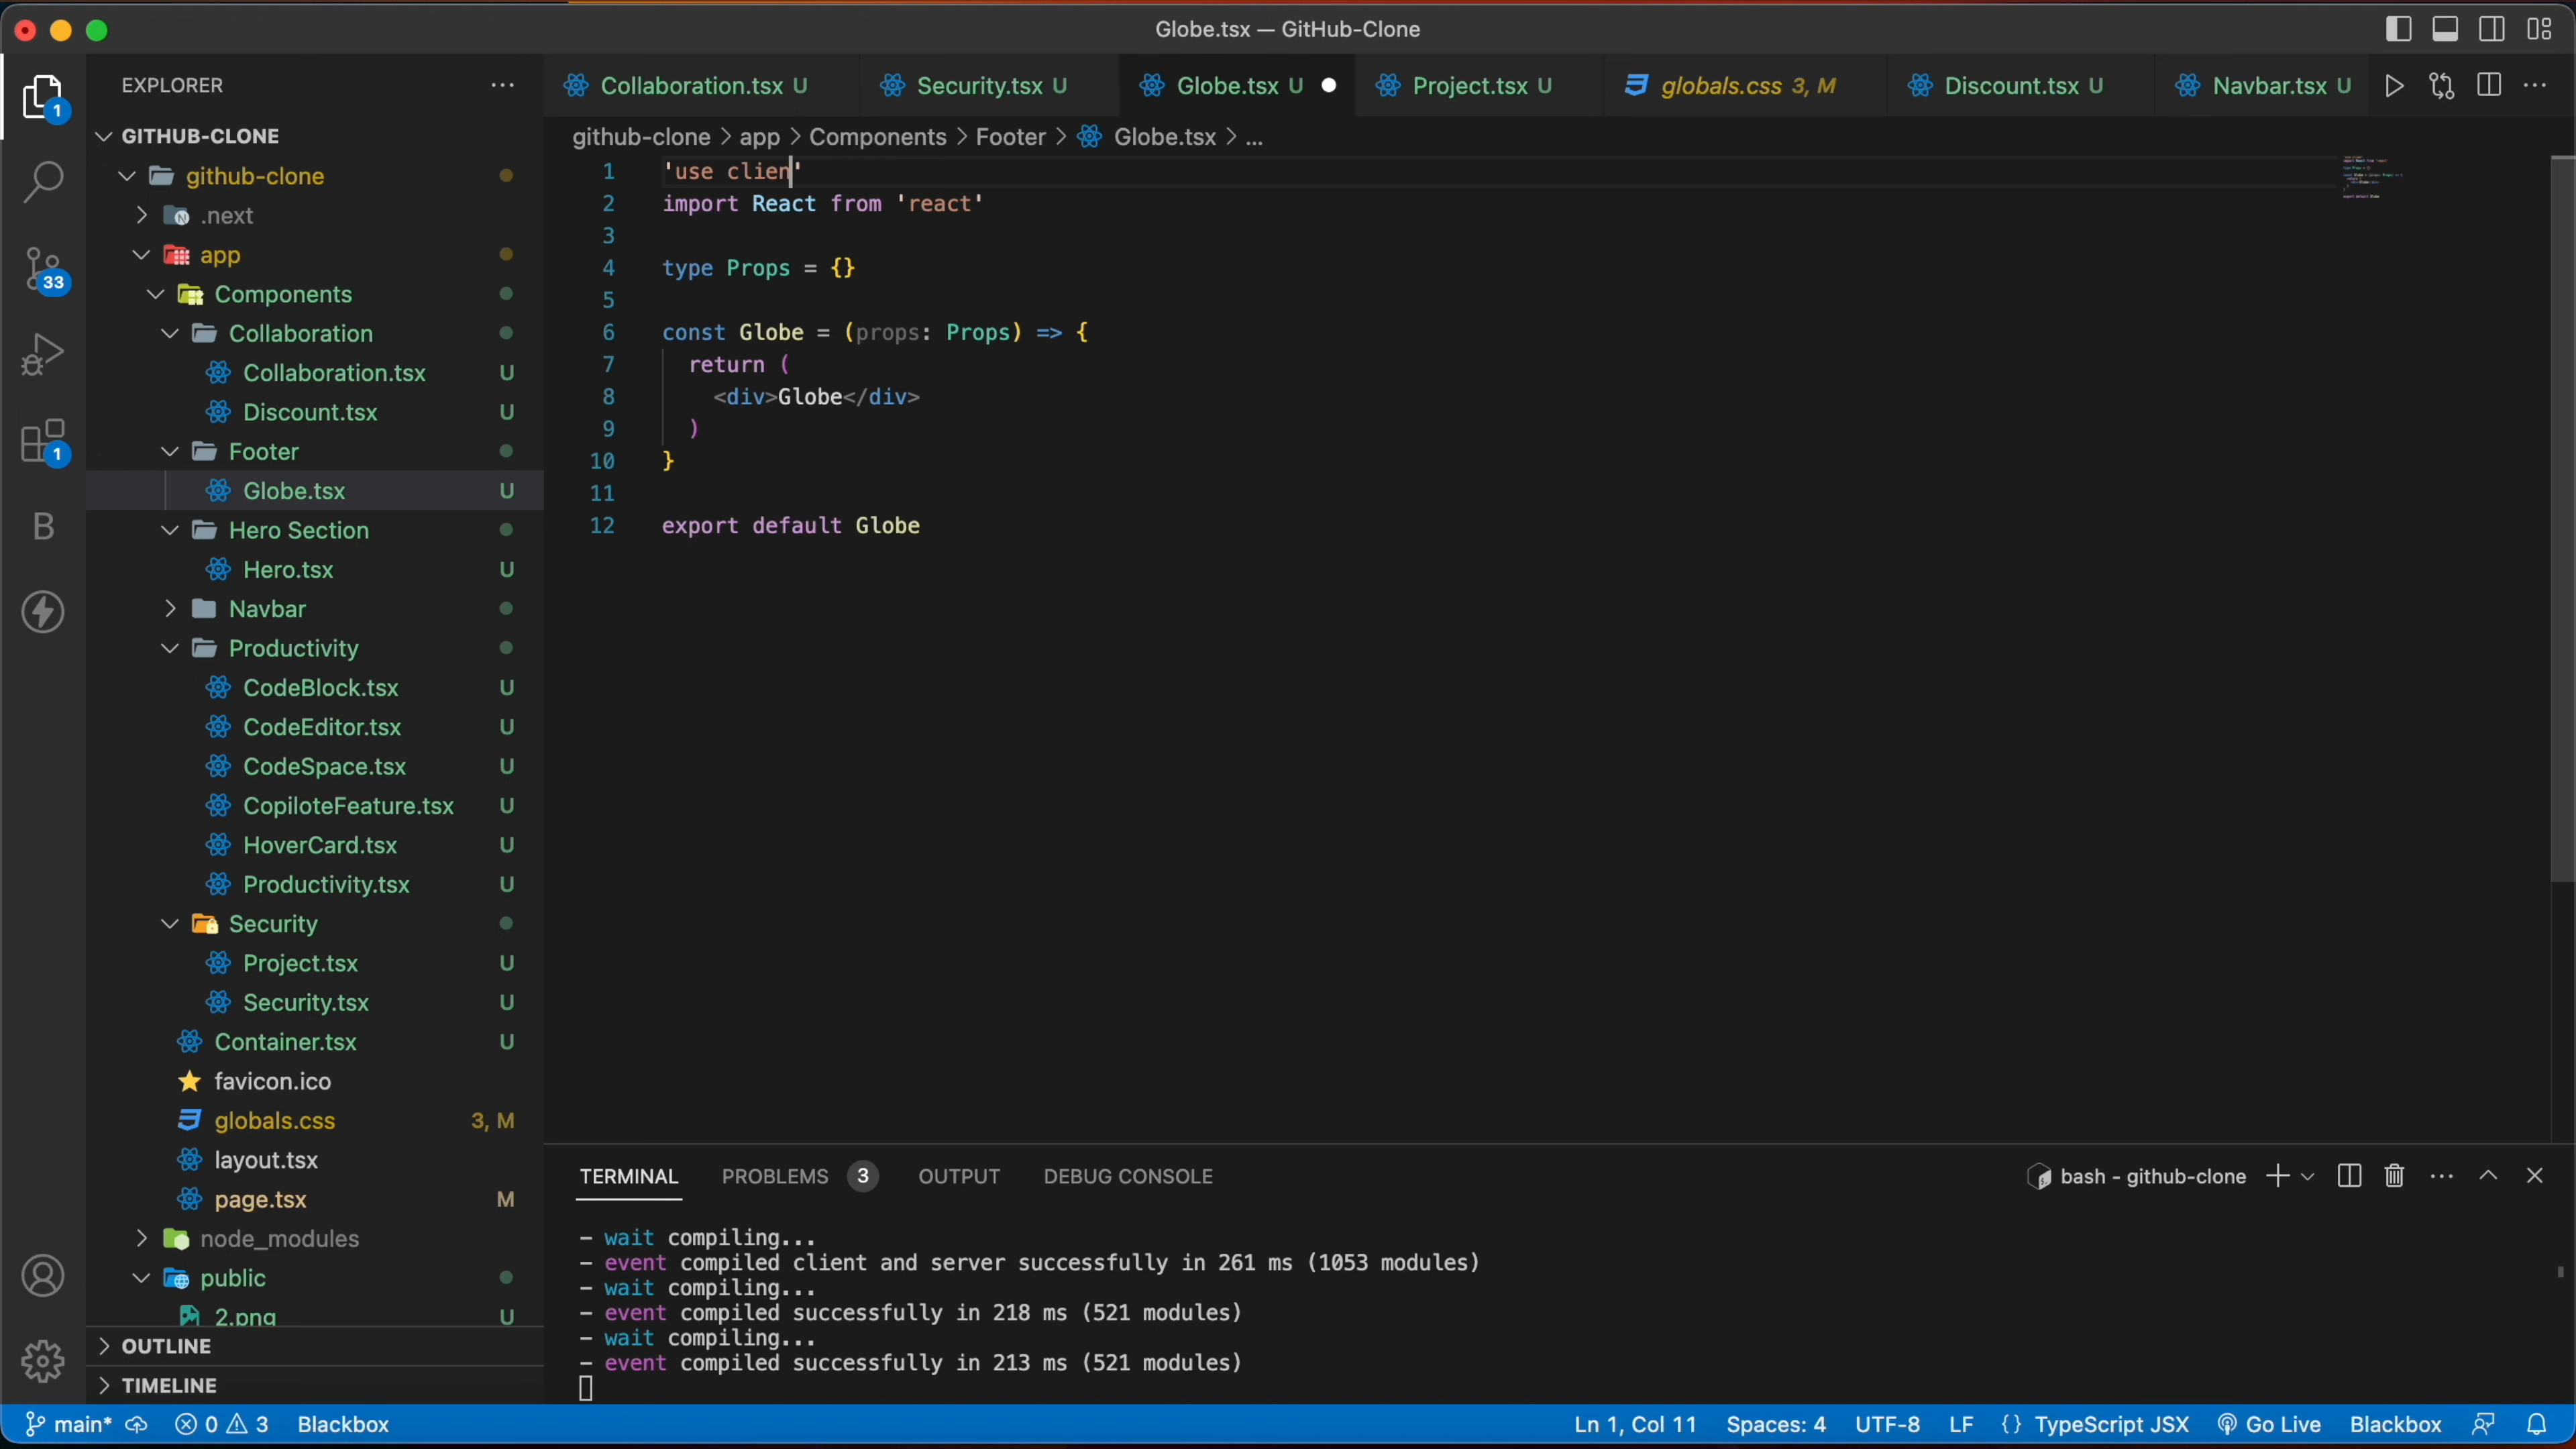 Globe.tsx — GitHub-Clone
EXPLORER
GITHUB-CLONE
github-clone
.next
app
Components
Collaboration
Collaboration.tsx U
Discount.tsx U
Footer
Globe.tsx U
Hero Section
Hero.tsx U
Navbar
Productivity
CodeBlock.tsx U
CodeEditor.tsx U
CodeSpace.tsx U
CopiloteFeature.tsx U
HoverCard.tsx U
Productivity.tsx U
Security
Project.tsx U
Security.tsx U
Container.tsx U
favicon.ico
globals.css 3, M
layout.tsx
page.tsx M
node_modules
public
2.png U
OUTLINE
TIMELINE
1
33
1
B
Collaboration.tsx U Security.tsx U Globe.tsx U Project.tsx U globals.css 3, M Discount.tsx U Navbar.tsx U
github-clone > app > Components > Footer > Globe.tsx > ...
1 'use clien'
2 import React from 'react'
3
4 type Props = {}
5
6 const Globe = (props: Props) => {
7 return (
8 <div>Globe</div>
9 )
10 }
11
12 export default Globe
TERMINAL PROBLEMS 3 OUTPUT DEBUG CONSOLE bash - github-clone
- wait compiling...
- event compiled client and server successfully in 261 ms (1053 modules)
- wait compiling...
- event compiled successfully in 218 ms (521 modules)
- wait compiling...
- event compiled successfully in 213 ms (521 modules)
main* 0 3 Blackbox Ln 1, Col 11 Spaces: 4 UTF-8 LF {} TypeScript JSX Go Live Blackbox